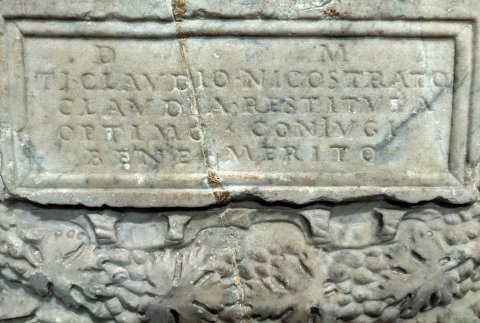 D M
TI·CLAVDIO·NICOSTRATO
CLAVDIA·RESTITVTA
OPTIMO·CONIVGI
BENE MERITO